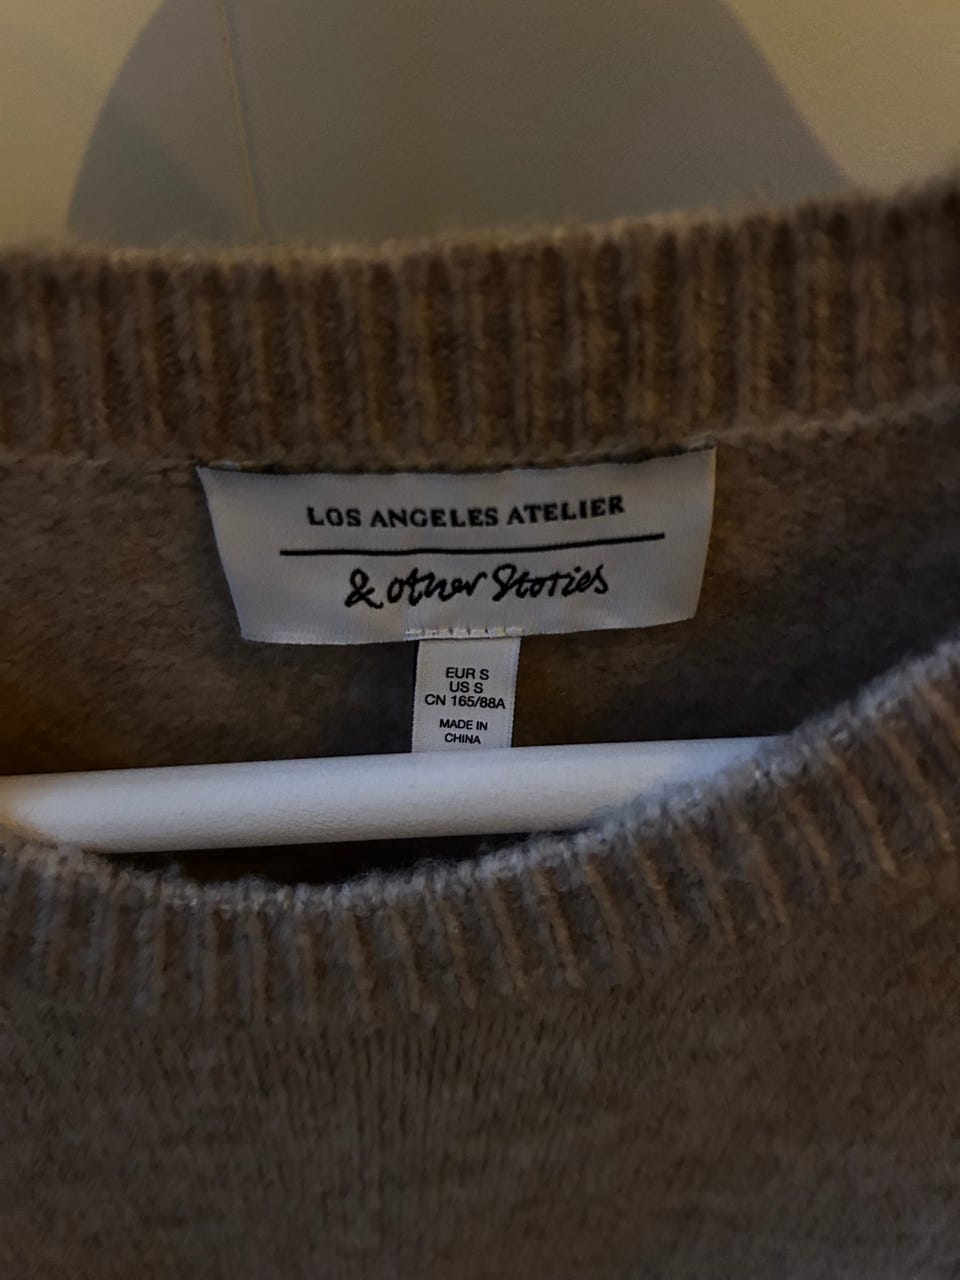 LOS ANGELES ATELIER
& other Stories
EUR S
US S
CN 165/88A
MADE IN
CHINA